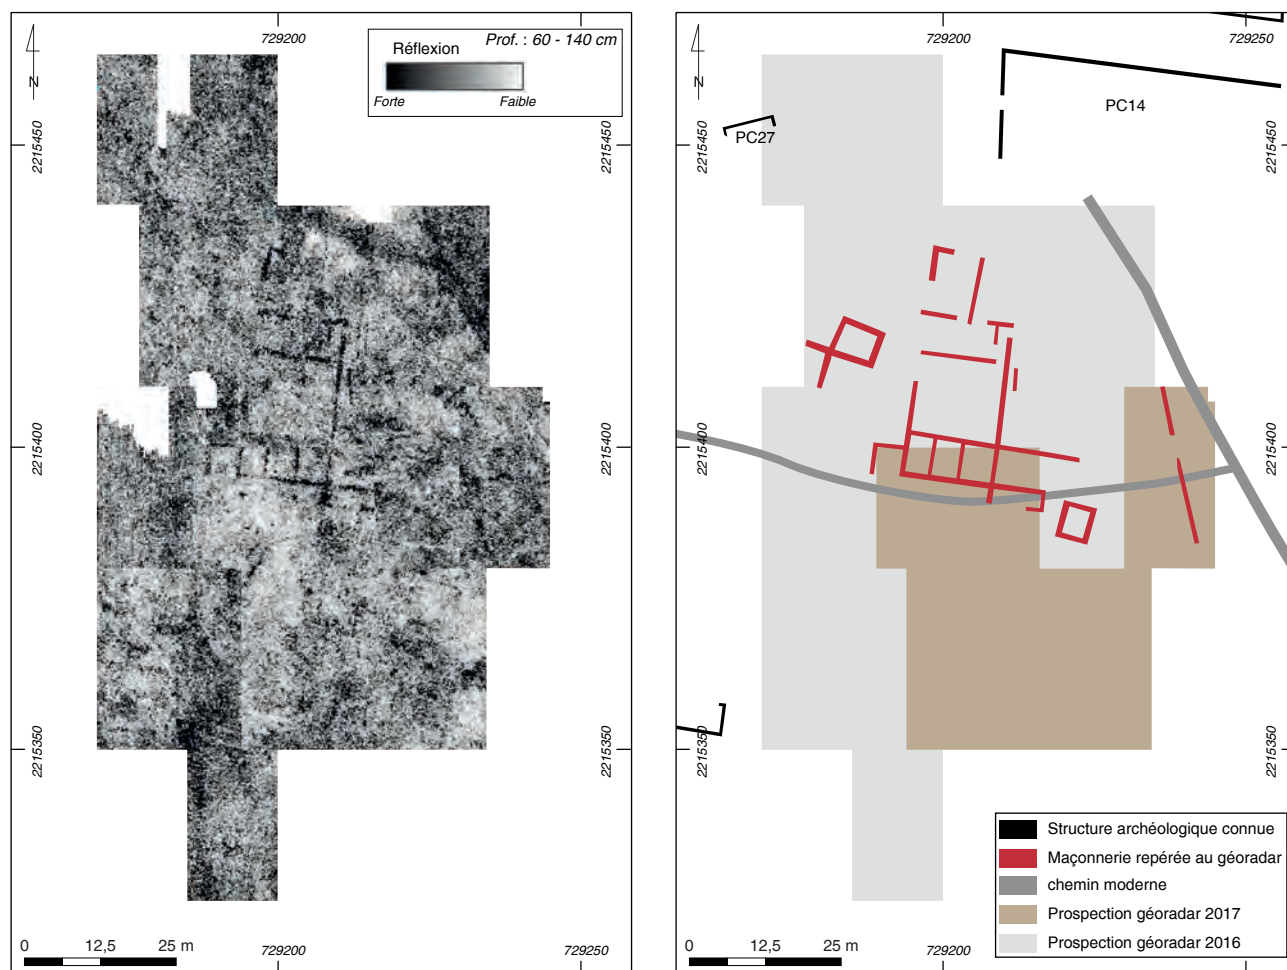 729200
Prof. : 60 - 140 cm
Réflexion
Forte
Faible
N
2215450
2215450
2215400
2215400
2215350
2215350
0
12,5
25 m
729200
729250
729200
729250
N
PC14
PC27
2215450
2215450
2215400
2215400
2215350
2215350
Structure archéologique connue
Maçonnerie repérée au géoradar
chemin moderne
Prospection géoradar 2017
Prospection géoradar 2016
0
12,5
25 m
729200
729250